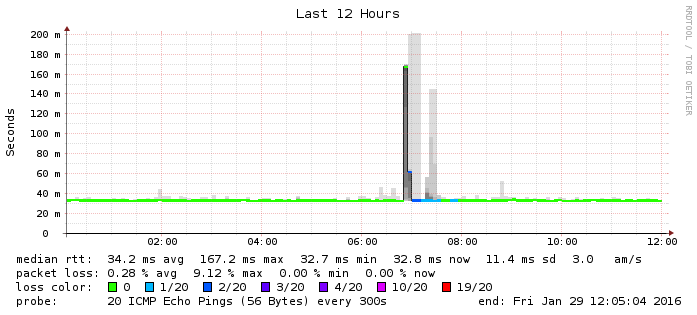 Last 12 Hours
RRDTOOL / TOBI OETIKER
Seconds
200 m
180 m
160 m
140 m
120 m
100 m
80 m
60 m
40 m
20 m
0
02:00 04:00 06:00 08:00 10:00 12:00
median rtt: 34.2 ms avg 167.2 ms max 32.7 ms min 32.8 ms now 11.4 ms sd 3.0 am/s
packet loss: 0.28 % avg 9.12 % max 0.00 % min 0.00 % now
loss color: 0 1/20 2/20 3/20 4/20 10/20 19/20
probe: 20 ICMP Echo Pings (56 Bytes) every 300s end: Fri Jan 29 12:05:04 2016